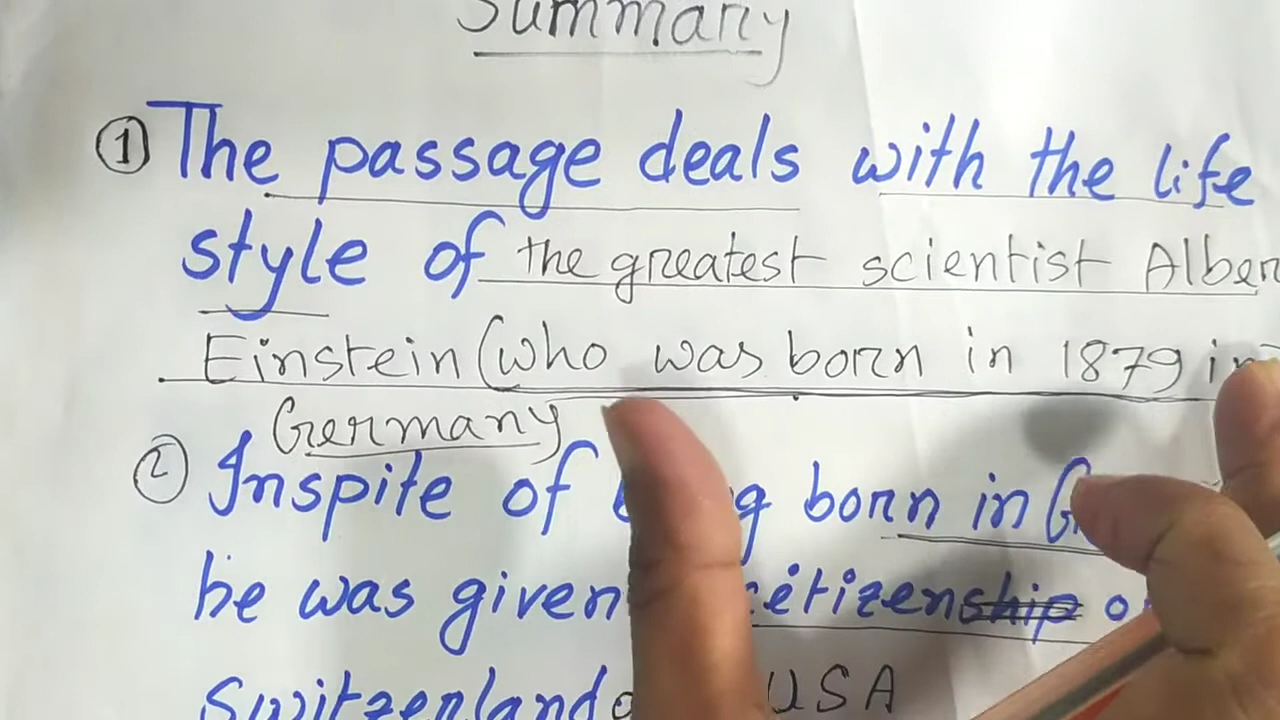 Summary
① The passage deals with the life
style of the greatest scientist Alber
Einstein (who was born in 1879 in
Germany
② Inspite of born in
he was given citizenship
Switzerland USA